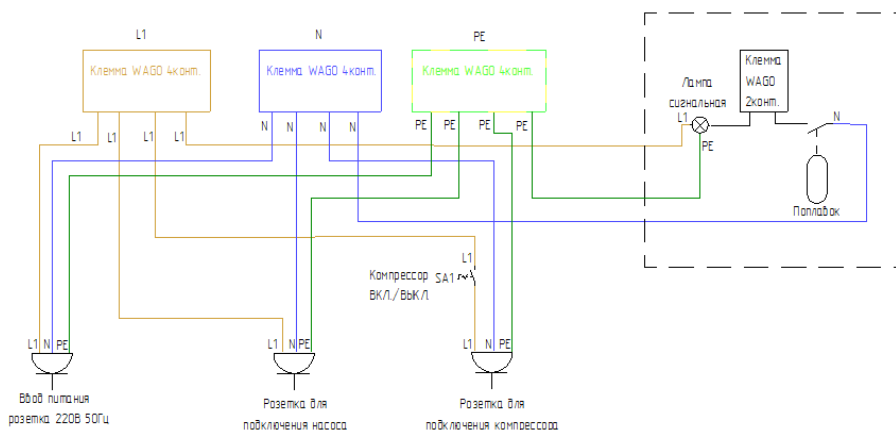 L1
N
PE
Клемма WAGO 4конт.
Клемма WAGO 4конт.
Клемма WAGO 4конт.
Клемма
WAGO
2конт.
Лампа
сигнальная
L1
N
PE
L1
L1
L1
L1
N
N
N
N
PE
PE
PE
PE
Поплавок
L1
Компрессор
ВКЛ./ВЫКЛ.
SA1
L1
N
PE
L1
N
PE
L1
N
PE
Ввод питания
розетка 220В 50Гц
Розетка для
подключения насоса
Розетка для
подключения компрессора